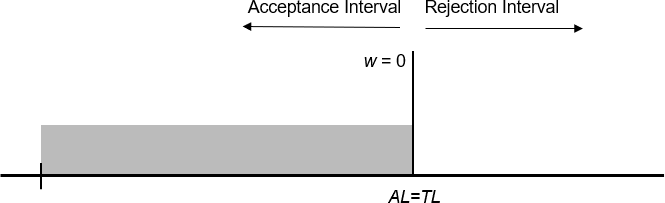 Acceptance Interval Rejection Interval
w = 0
AL=TL